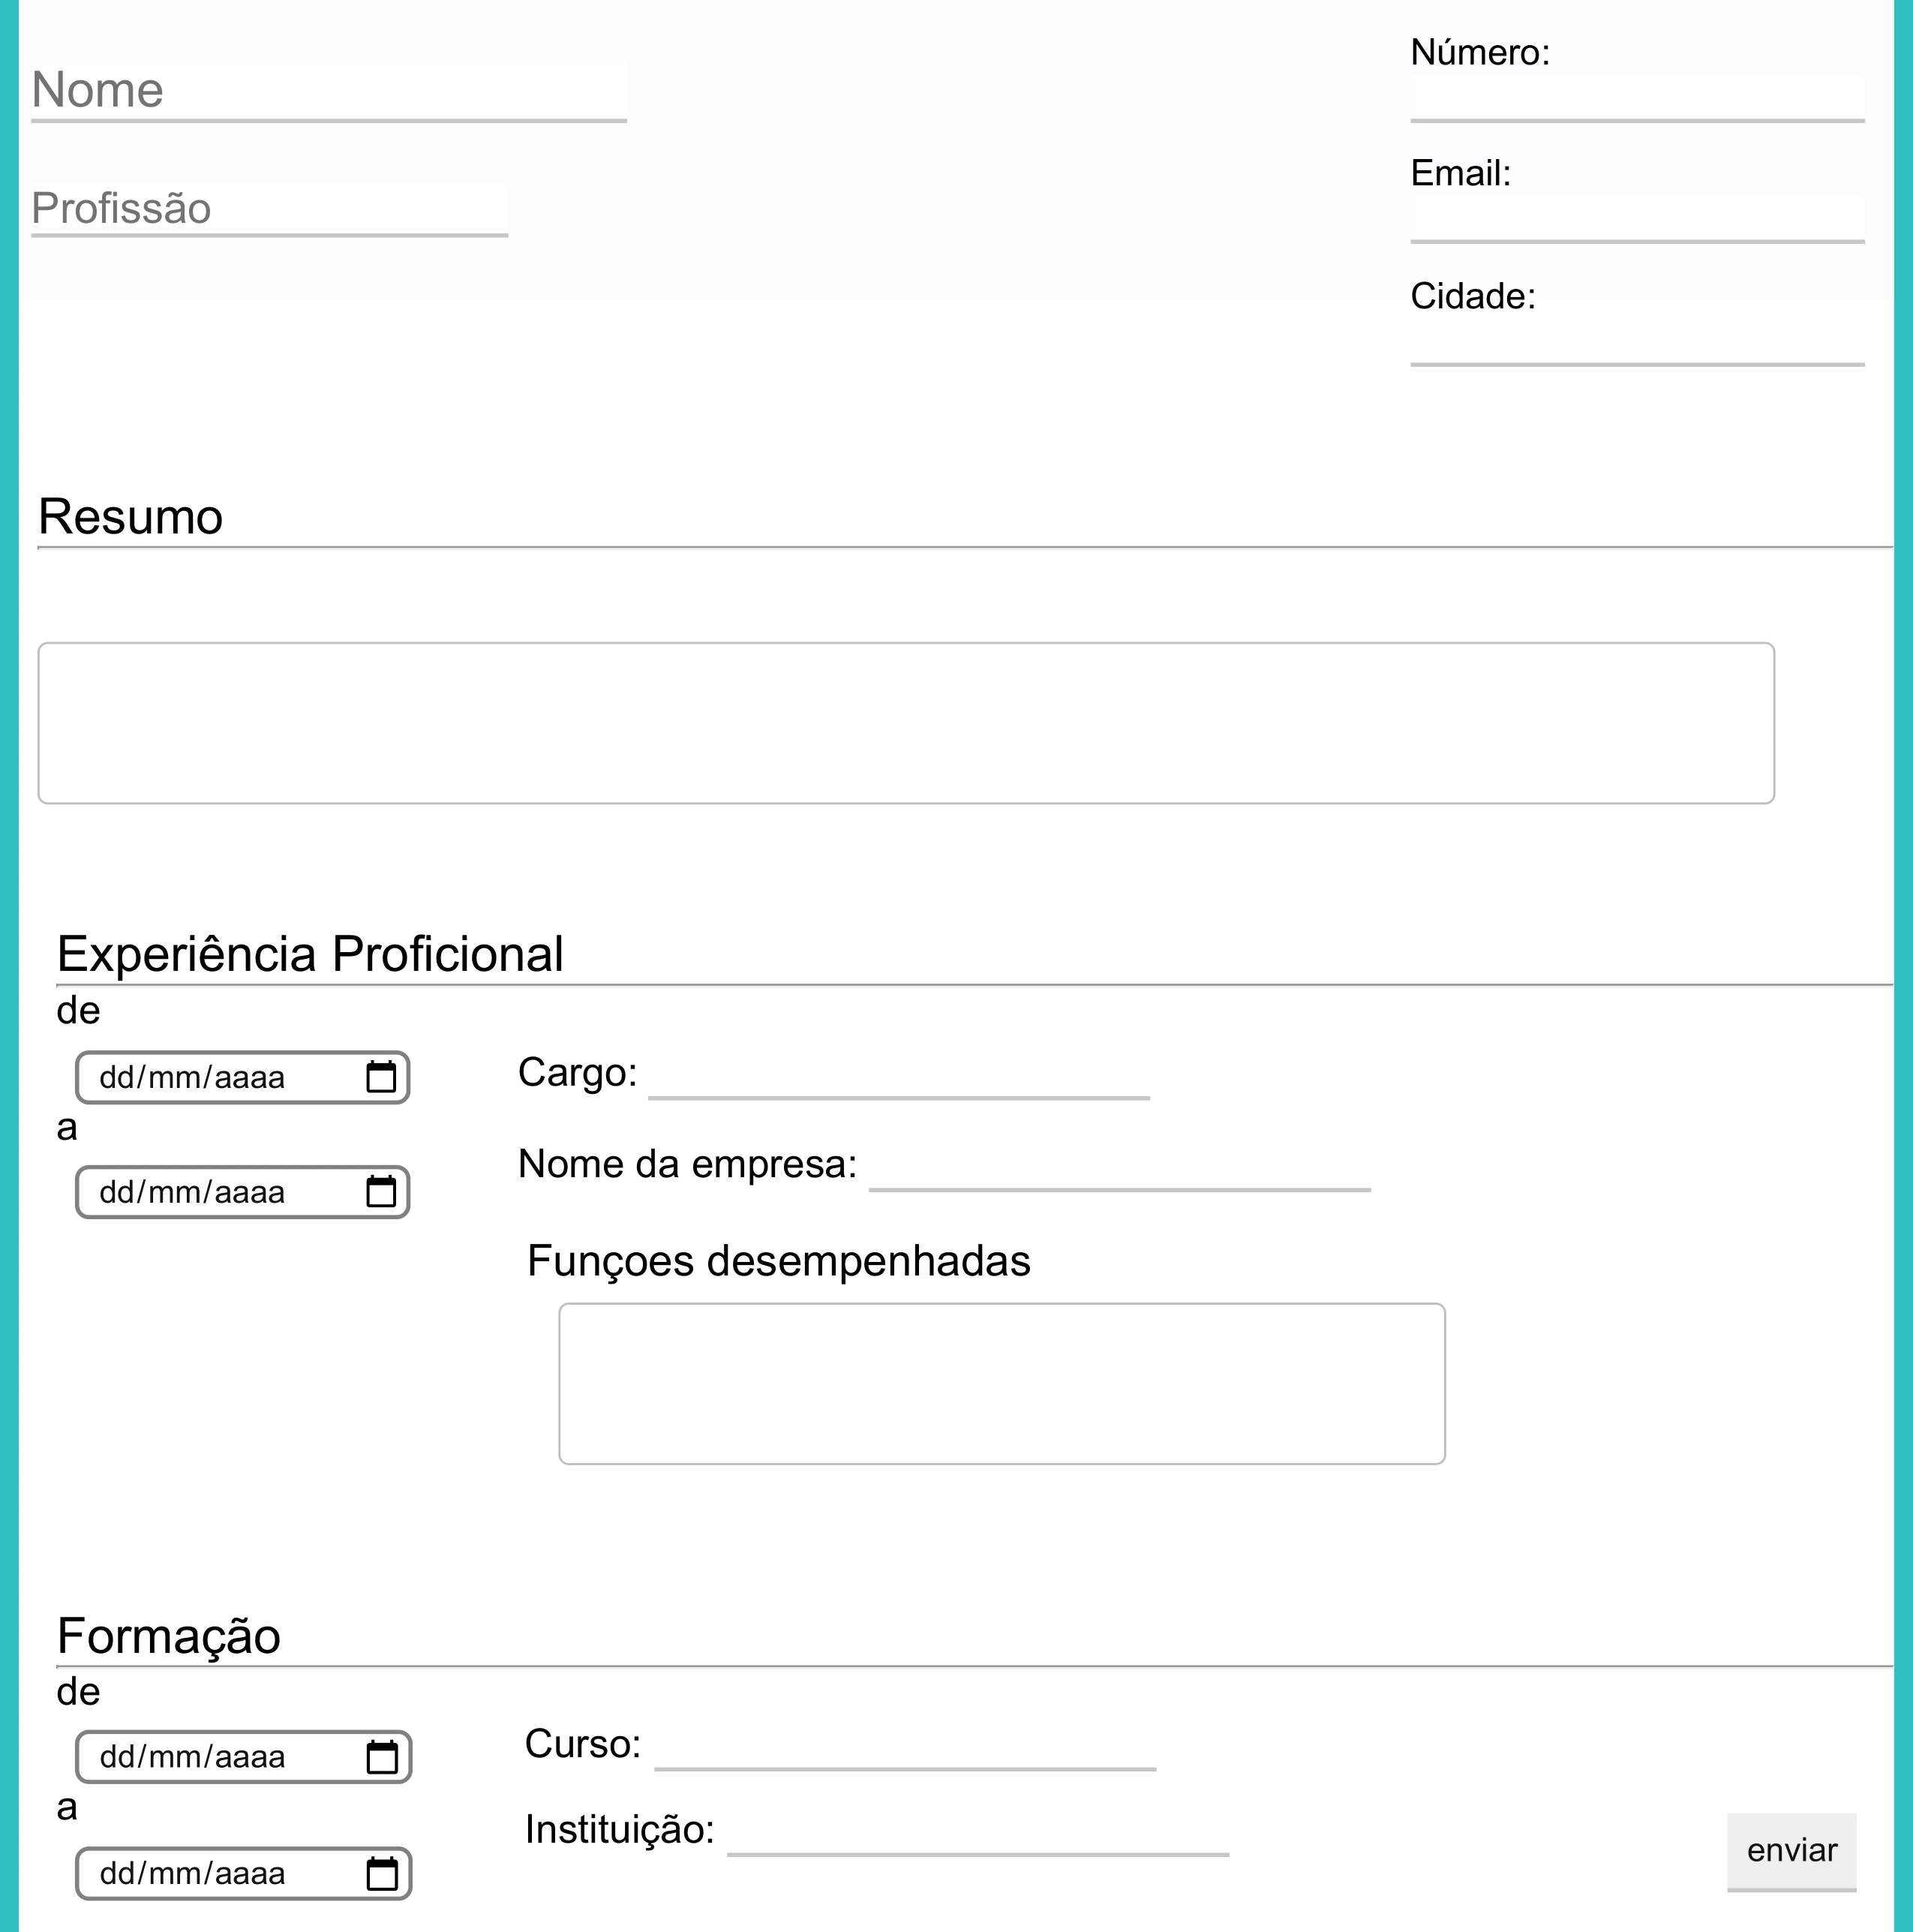 Nome
Profissão
Número:
Email:
Cidade:
Resumo
Experiência Proficional
de
dd/mm/aaaa
a
dd/mm/aaaa
Cargo:
Nome da empresa:
Funçoes desempenhadas
Formação
de
dd/mm/aaaa
a
dd/mm/aaaa
Curso:
Instituição:
enviar